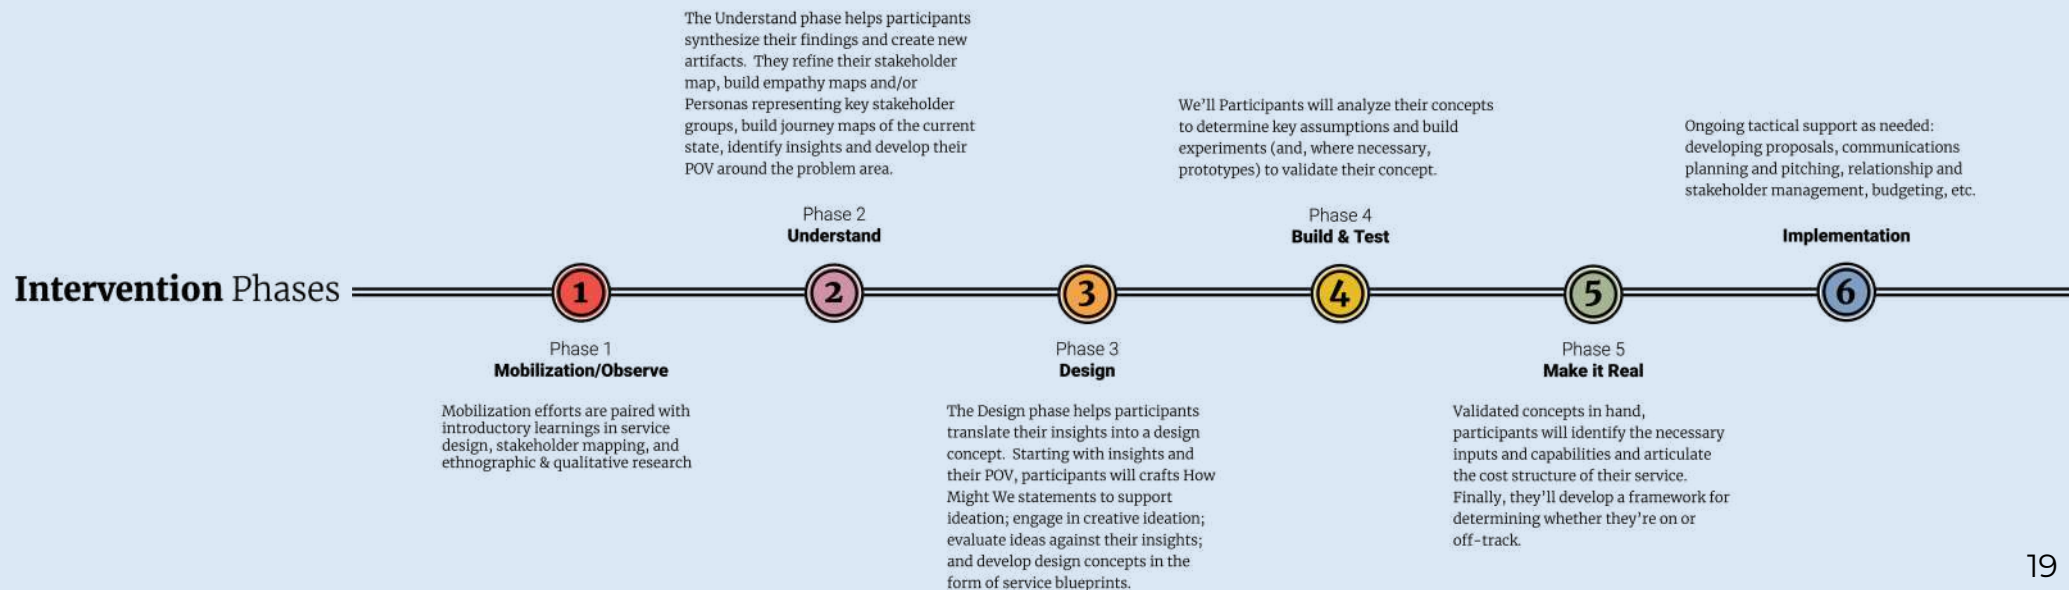 Intervention Phases
1
Phase 1
Mobilization/Observe
Mobilization efforts are paired with
introductory learnings in service
design, stakeholder mapping, and
ethnographic & qualitative research
The Understand phase helps participants
synthesize their findings and create new
artifacts. They refine their stakeholder
map, build empathy maps and/or
Personas representing key stakeholder
groups, build journey maps of the current
state, identify insights and develop their
POV around the problem area.
Phase 2
Understand
2
3
Phase 3
Design
The Design phase helps participants
translate their insights into a design
concept. Starting with insights and
their POV, participants will crafts How
Might We statements to support
ideation; engage in creative ideation;
evaluate ideas against their insights;
and develop design concepts in the
form of service blueprints.
We'll Participants will analyze their concepts
to determine key assumptions and build
experiments (and, where necessary,
prototypes) to validate their concept.
Phase 4
Build & Test
4
5
Phase 5
Make it Real
Validated concepts in hand,
participants will identify the necessary
inputs and capabilities and articulate
the cost structure of their service.
Finally, they'll develop a framework for
determining whether they're on or
off-track.
Ongoing tactical support as needed:
developing proposals, communications
planning and pitching, relationship and
stakeholder management, budgeting, etc.
Implementation
6
19